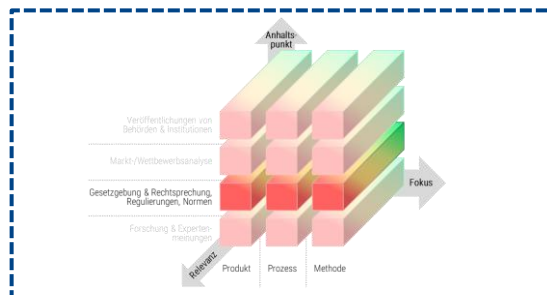 Anhalts-
punkt
Veröffentlichungen von
Behörden & Institutionen
Markt-/Wettbewerbsanalyse
Gesetzgebung & Rechtsprechung,
Regulierungen, Normen
Forschung & Experten-
meinungen
Fokus
Relevanz
Produkt
Prozess
Methode